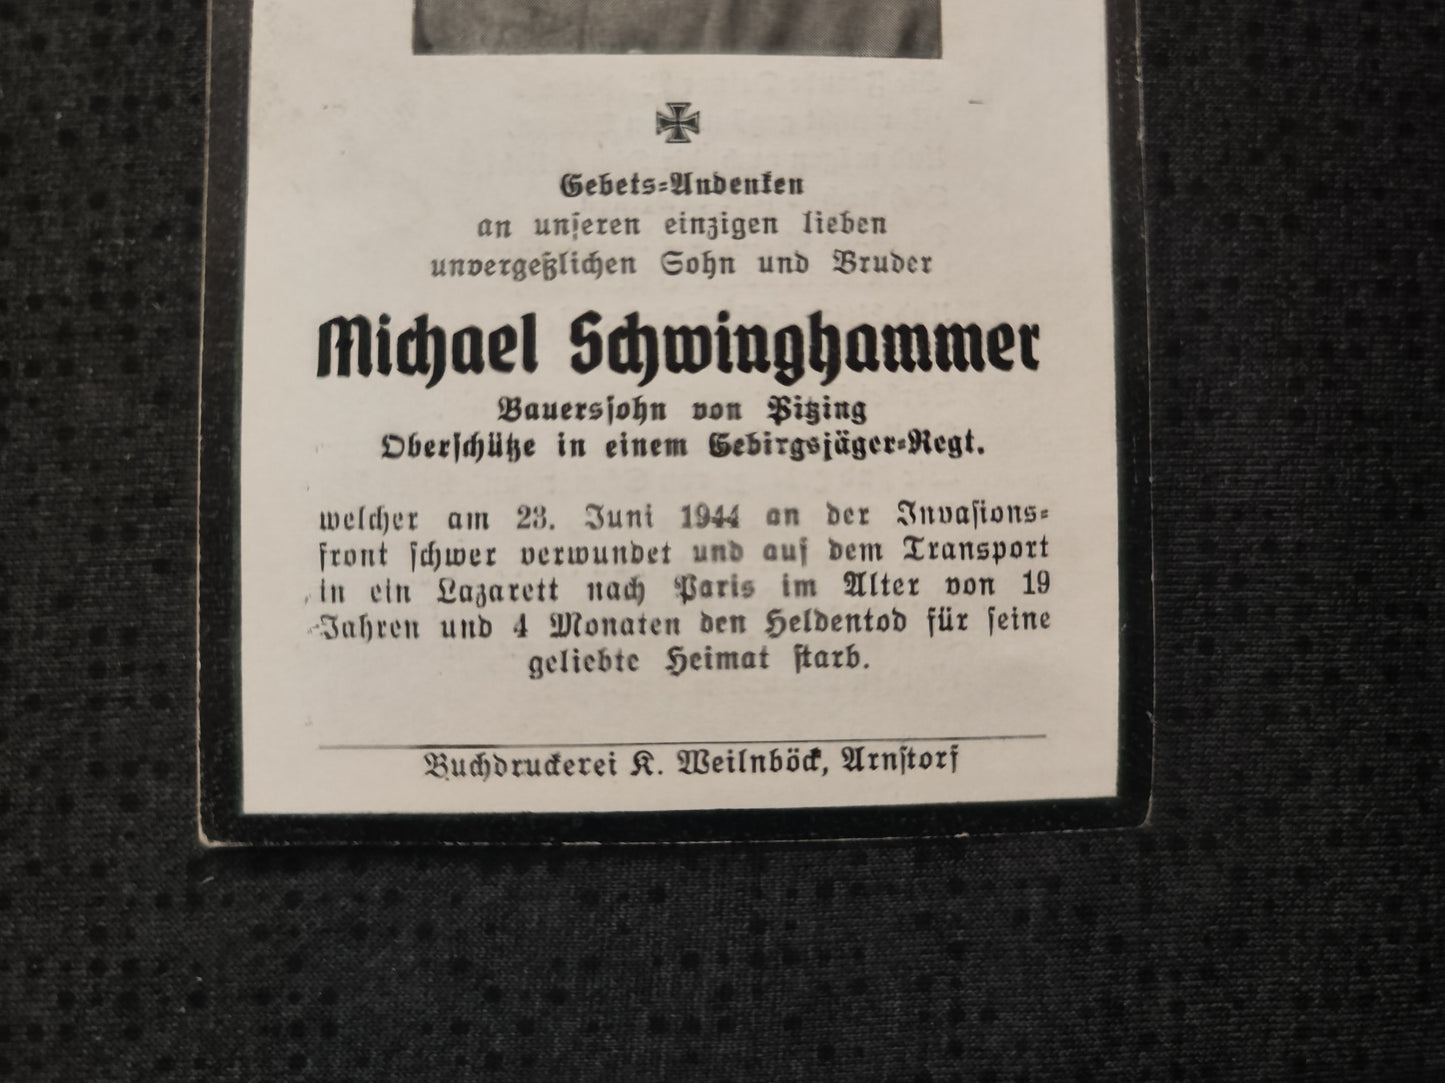 Gebets-Andenken
an unseren einzigen lieben
unvergeßlichen Sohn und Bruder
Michael Schwinghammer
Bauerssohn von Pitzing
Oberschütze in einem Gebirgsjäger-Regt.
welcher am 23. Juni 1944 an der Invasions-
front schwer verwundet und auf dem Transport
in ein Lazarett nach Paris im Alter von 19
Jahren und 4 Monaten den Heldentod für seine
geliebte Heimat starb.
Buchdruckerei K. Weilnböck, Arnstorf